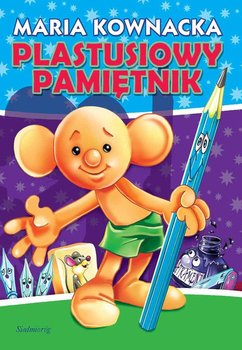 MARIA KOWNACKA
PLASTUSIOWY
PAMIĘTNIK
Siedmioróg